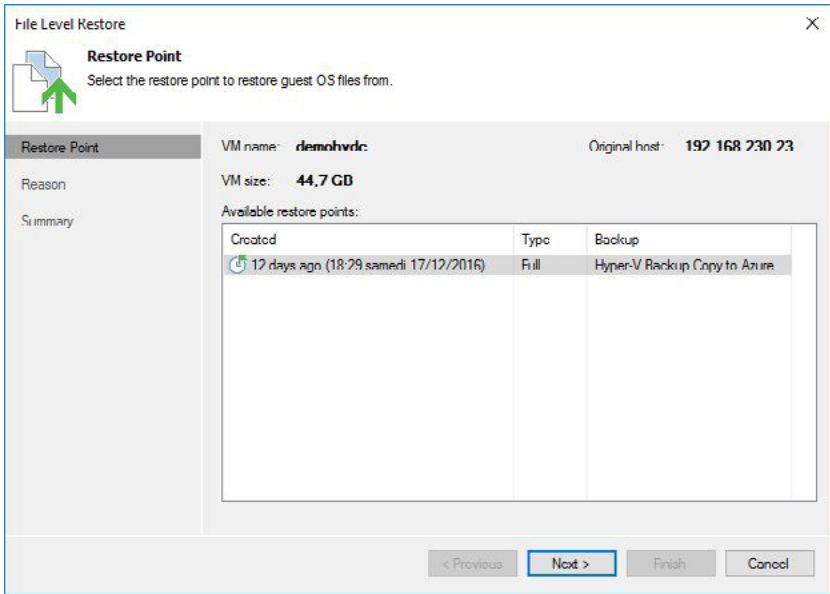 File Level Restore
Restore Point
Select the restore point to restore guest OS files from.
Restore Point
Reason
Summary
VM name: demohvdc Original host: 192.168.230.23
VM size: 44,7 GB
Available restore points:
Created Type Backup
12 days ago (18:29 samedi 17/12/2016) Full Hyper-V Backup Copy to Azure
< Previous Next > Finish Cancel